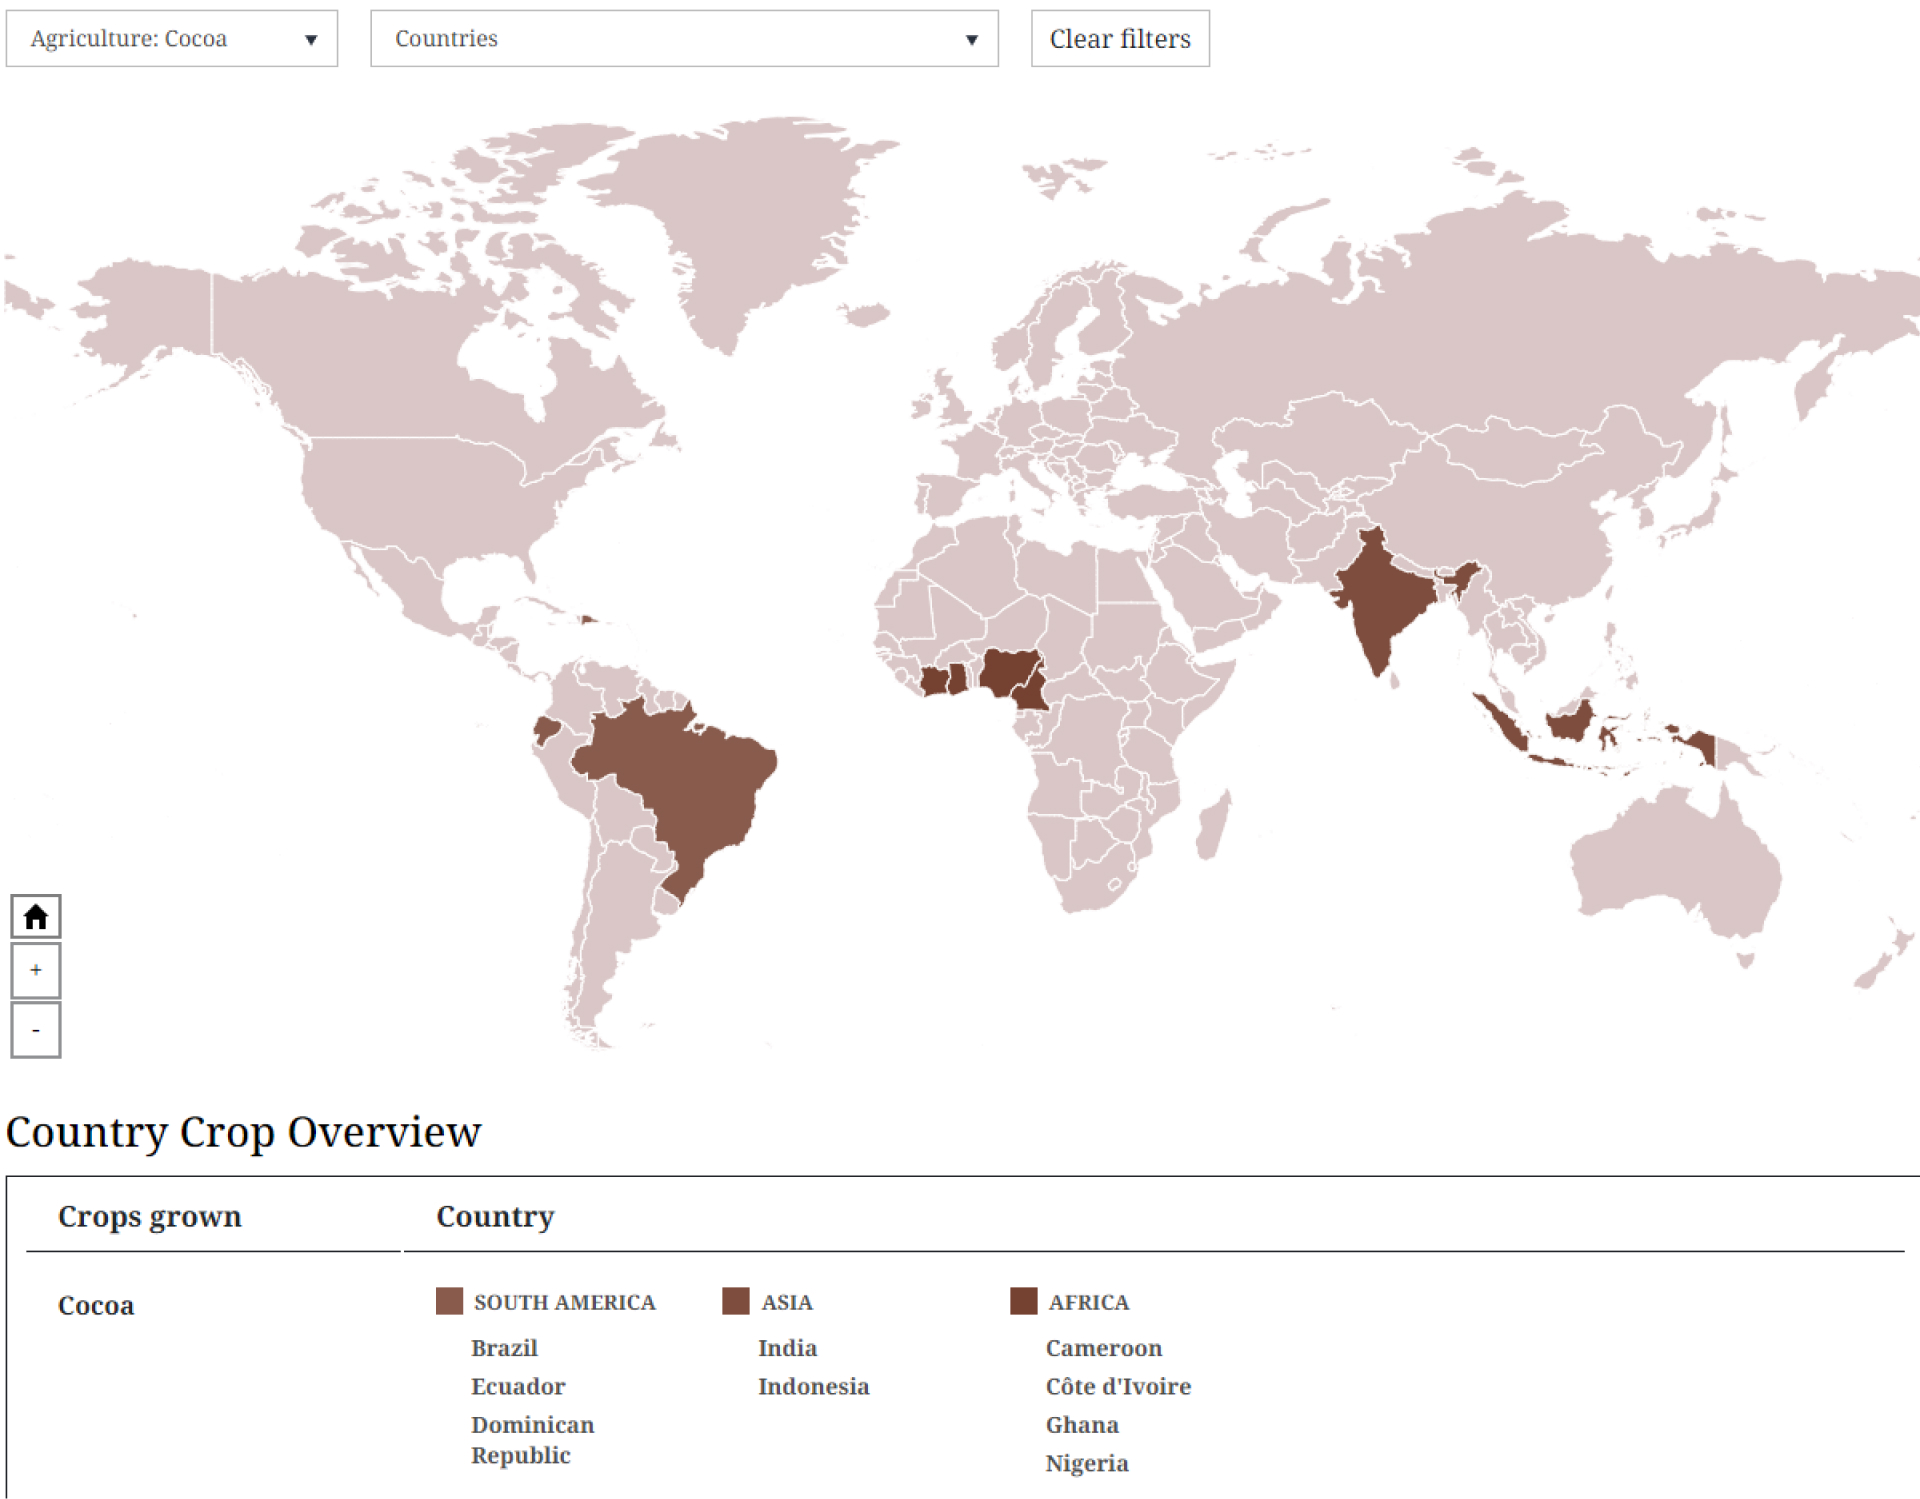 Agriculture: Cocoa
Countries
Clear filters
+
-
Country Crop Overview
Crops grown
Country
Cocoa
SOUTH AMERICA
Brazil
Ecuador
Dominican
Republic
ASIA
India
Indonesia
AFRICA
Cameroon
Côte d'Ivoire
Ghana
Nigeria